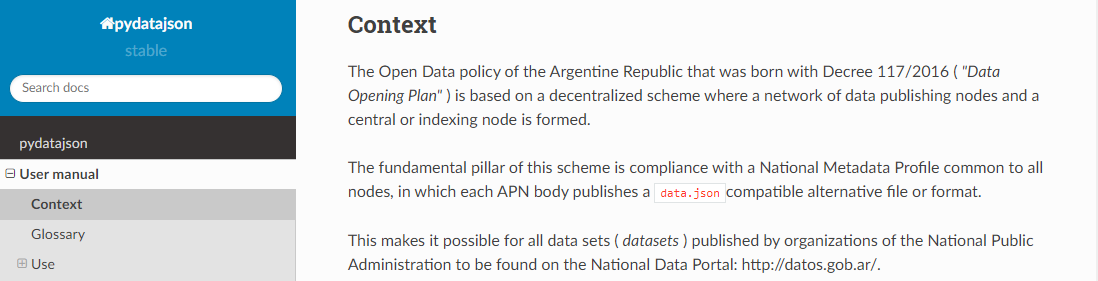 pydatajson
stable
Search docs
pydatajson
User manual
Context
Glossary
Use
Context
The Open Data policy of the Argentine Republic that was born with Decree 117/2016 ( "Data
Opening Plan" ) is based on a decentralized scheme where a network of data publishing nodes and a
central or indexing node is formed.
The fundamental pillar of this scheme is compliance with a National Metadata Profile common to all
nodes, in which each APN body publishes a data.json compatible alternative file or format.
This makes it possible for all data sets ( datasets ) published by organizations of the National Public
Administration to be found on the National Data Portal: http://datos.gob.ar/.